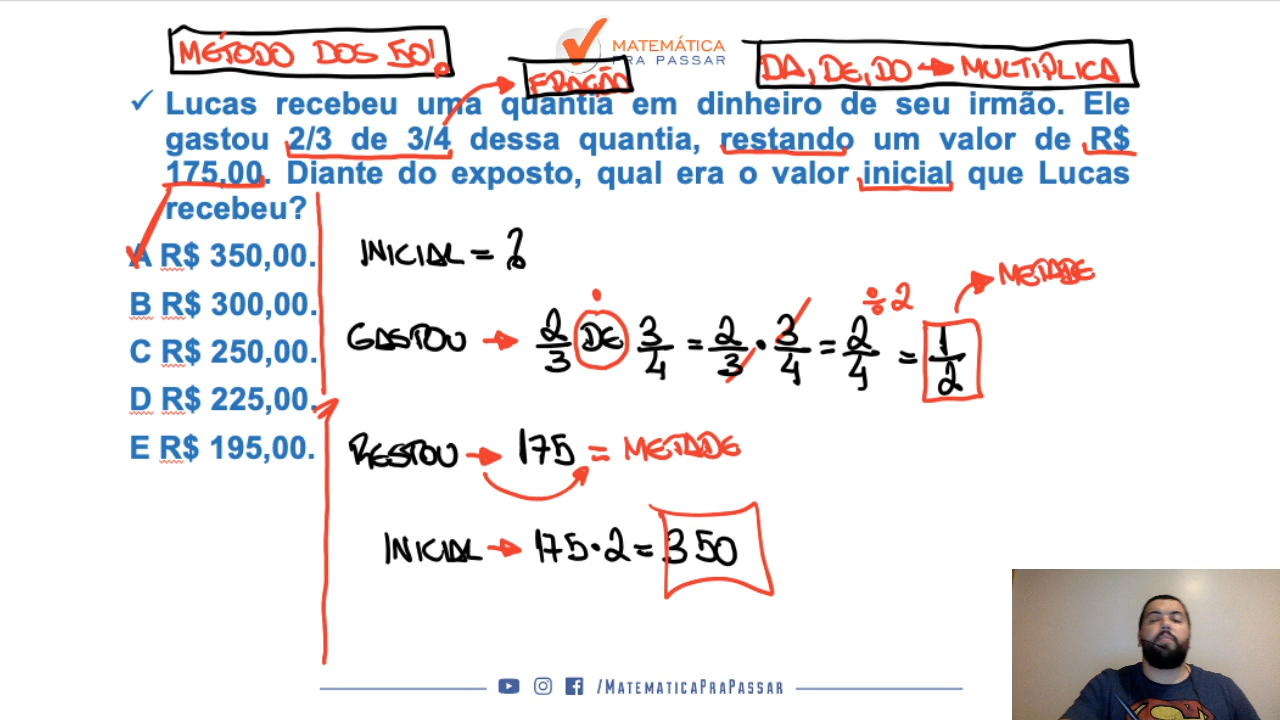 MÉTODO DOS 50!
MATEMÁTICA
PRA PASSAR
FRAÇÃO
DA, DE, DO → MULTIPLICA
✓ Lucas recebeu uma quantia em dinheiro de seu irmão. Ele
gastou 2/3 de 3/4 dessa quantia, restando um valor de R$
175,00. Diante do exposto, qual era o valor inicial que Lucas
recebeu?
A R$ 350,00.
B R$ 300,00.
C R$ 250,00.
D R$ 225,00.
E R$ 195,00.
INICIAL = ?
→ METADE
GASTOU → 2/3 DE 3/4 = 2/3 · 3/4 = 2/4 ÷2 = 1/2
RESTOU → 175 = METADE
INICIAL → 175·2 = 350
/MATEMATICAPRAPASSAR